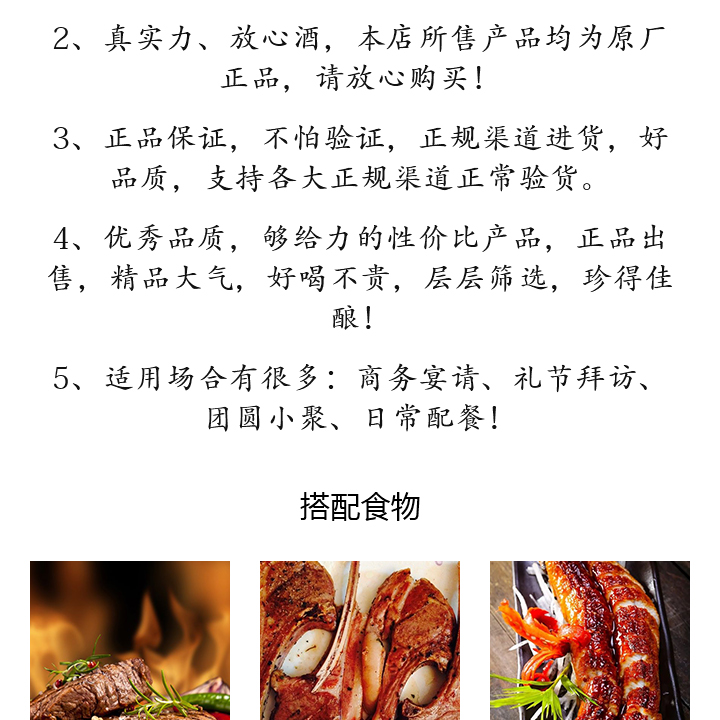 2、真实力、放心酒，本店所售产品均为原厂
正品，请放心购买！
3、正品保证，不怕验证，正规渠道进货，好
品质，支持各大正规渠道正常验货。
4、优秀品质，够给力的性价比产品，正品出
售，精品大气，好喝不贵，层层筛选，珍得佳
酿！
5、适用场合有很多：商务宴请、礼节拜访、
团圆小聚、日常配餐！
搭配食物